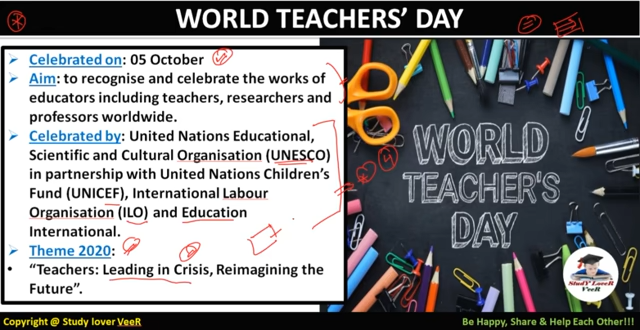 WORLD TEACHERS' DAY
➢ Celebrated on: 05 October
➢ Aim: to recognise and celebrate the works of
educators including teachers, researchers and
professors worldwide.
➢ Celebrated by: United Nations Educational,
Scientific and Cultural Organisation (UNESCO)
in partnership with United Nations Children's
Fund (UNICEF), International Labour
Organisation (ILO) and Education
International.
➢ Theme 2020:
• "Teachers: Leading in Crisis, Reimagining the
Future".
4
WORLD
TEACHER'S
DAY
StudY LoveR
VeeR
Copyright @ Study lover VeeR
Be Happy, Share & Help Each Other!!!